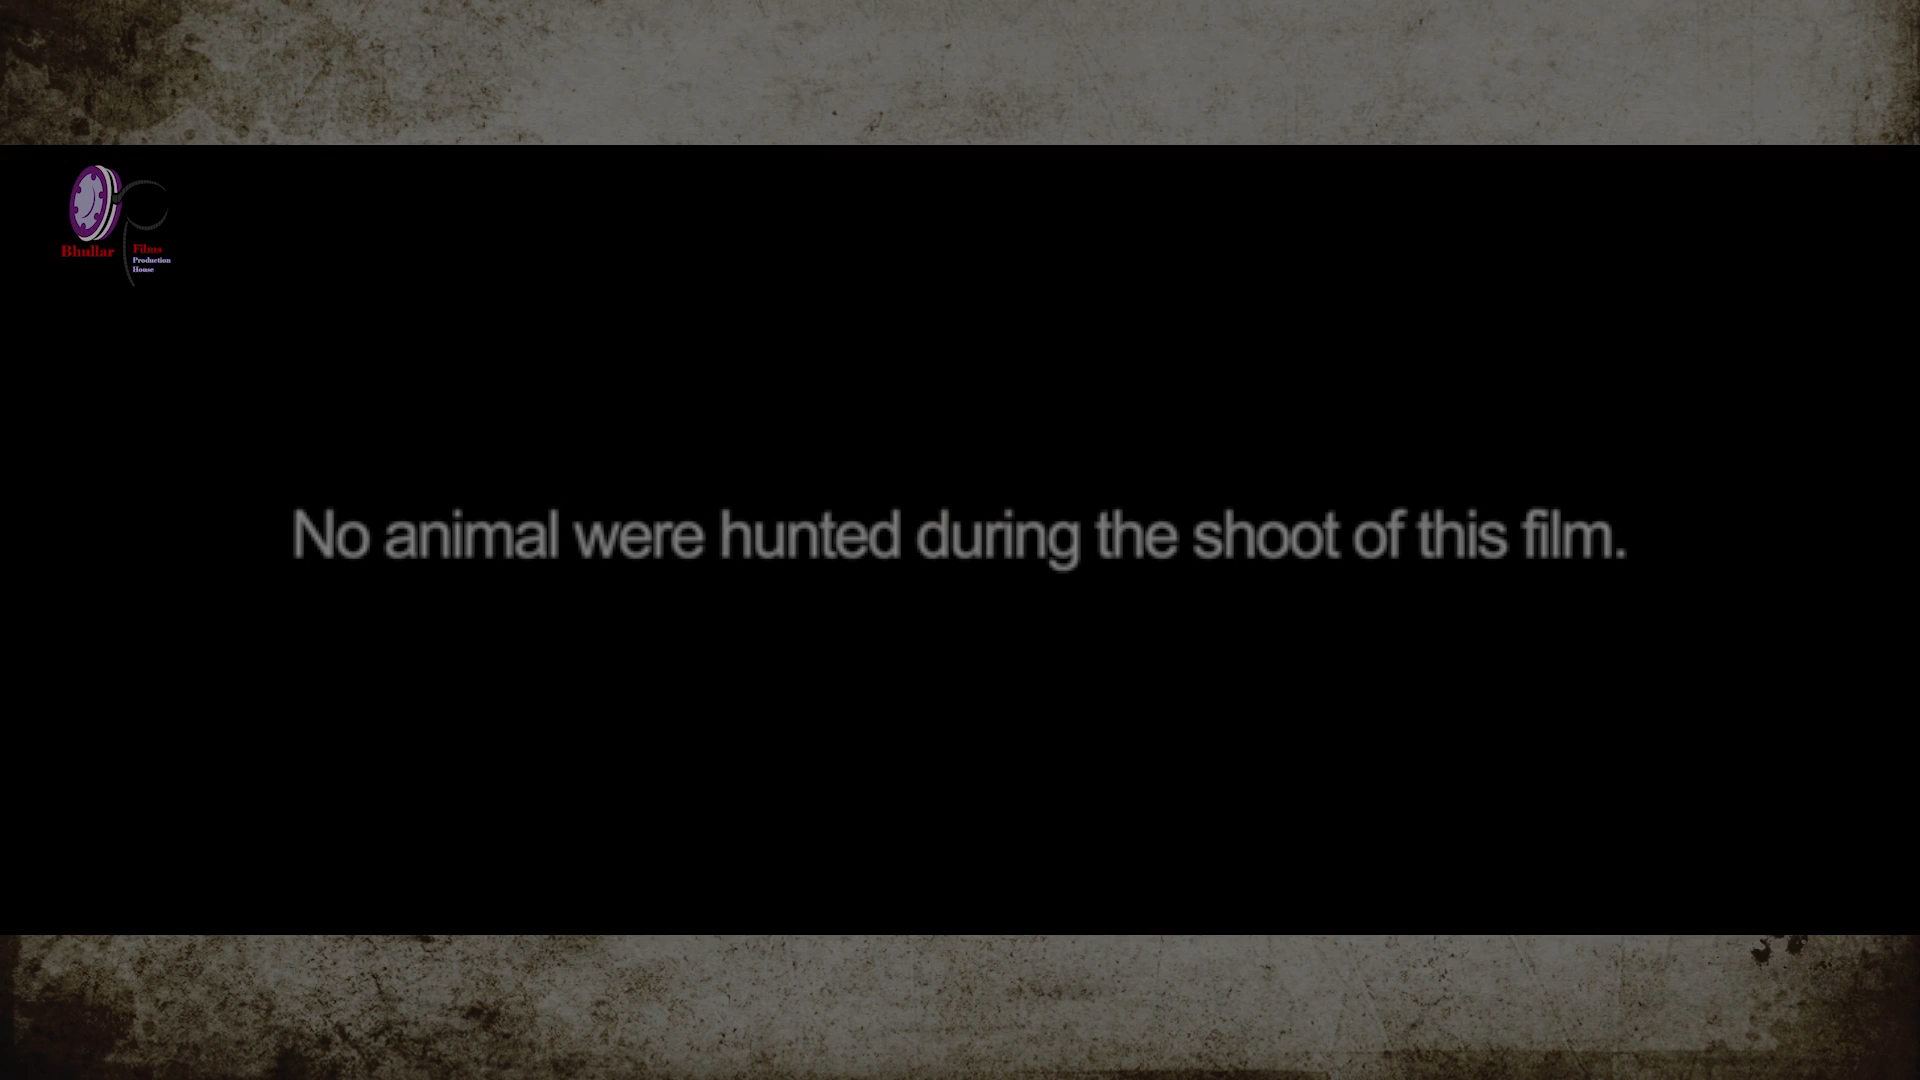 Bhullar
Films
Production
House
No animal were hunted during the shoot of this film.